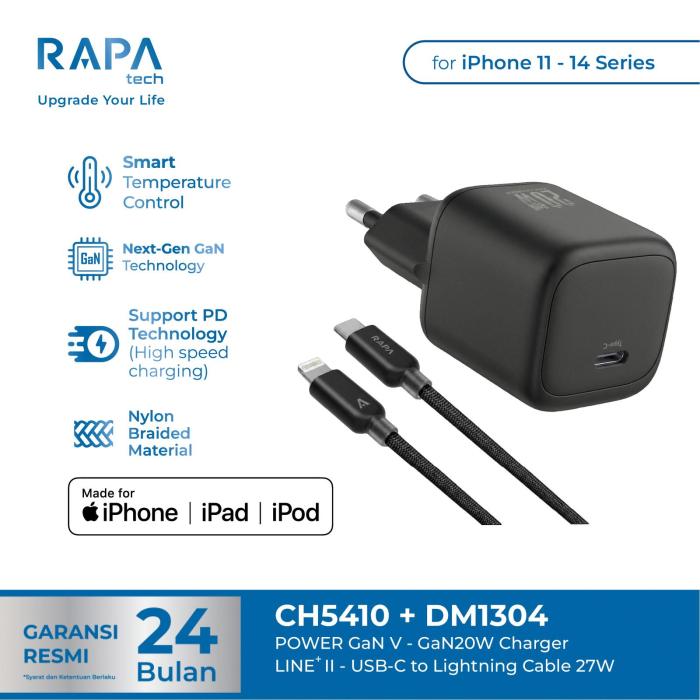 RAPA
tech
Upgrade Your Life
for iPhone 11 - 14 Series
Smart
Temperature
Control
GaN
Next-Gen GaN
Technology
Support PD
Technology
(High speed
charging)
Nylon
Braided
Material
Made for
iPhone | iPad | iPod
Type-C
RAPA
GARANSI
RESMI
*Syarat dan Ketentuan Berlaku
24
Bulan
CH5410 + DM1304
POWER GaN V - GaN20W Charger
LINE+ II - USB-C to Lightning Cable 27W